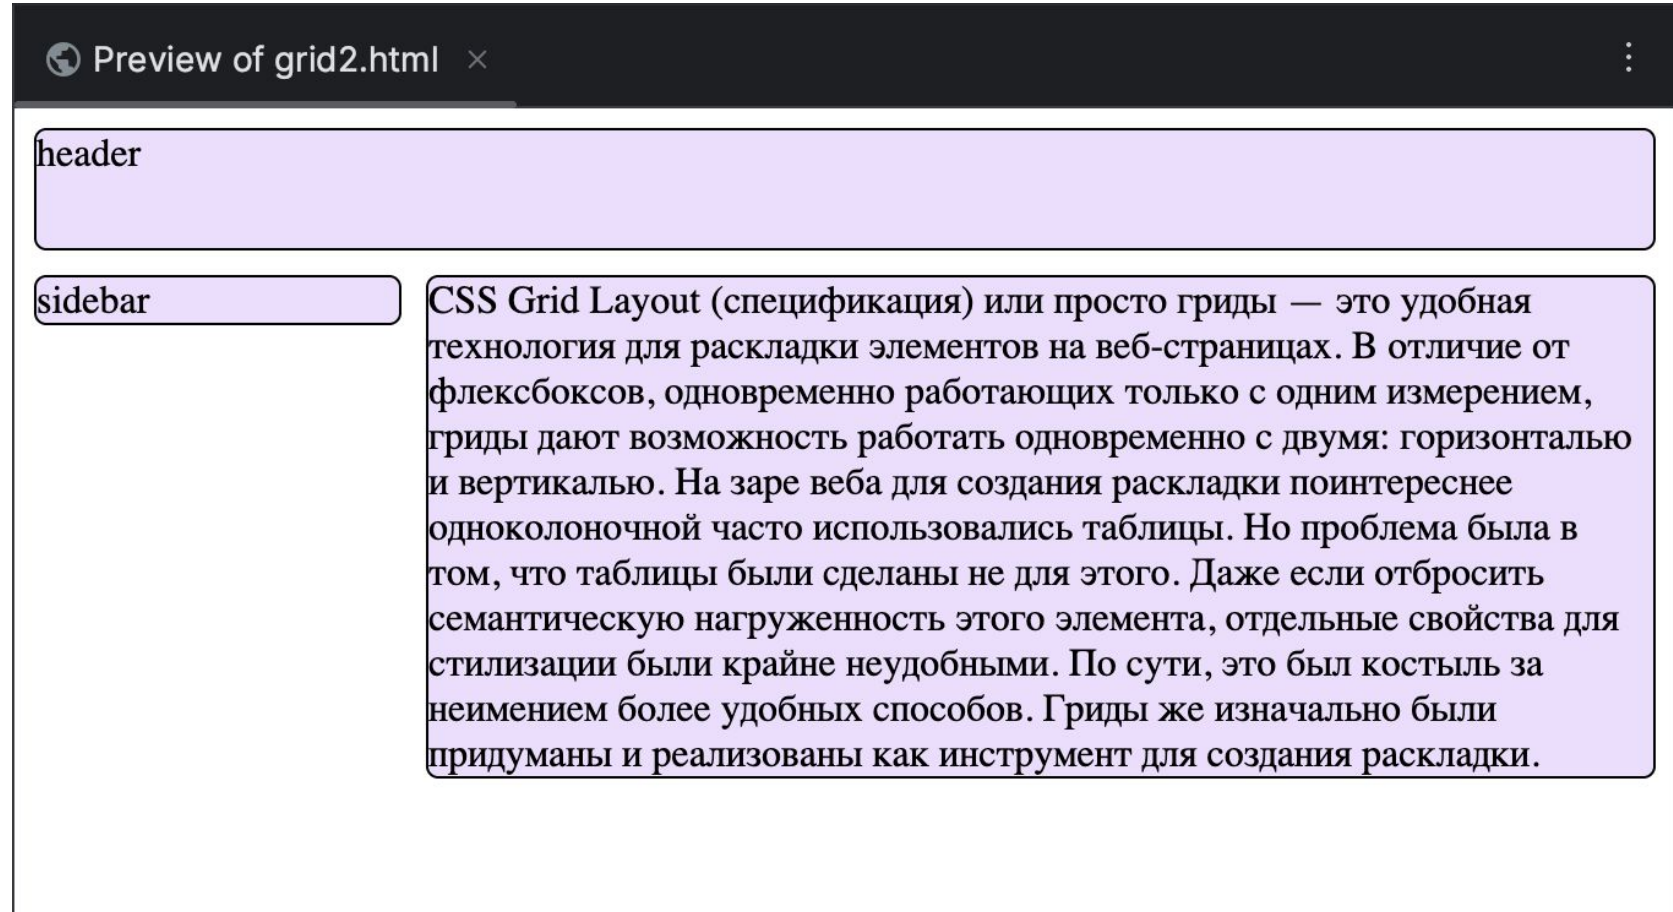 Preview of grid2.html
header
sidebar
CSS Grid Layout (спецификация) или просто гриды — это удобная
технология для раскладки элементов на веб-страницах. В отличие от
флексбоксов, одновременно работающих только с одним измерением,
гриды дают возможность работать одновременно с двумя: горизонталью
и вертикалью. На заре веба для создания раскладки поинтереснее
одноколоночной часто использовались таблицы. Но проблема была в
том, что таблицы были сделаны не для этого. Даже если отбросить
семантическую нагруженность этого элемента, отдельные свойства для
стилизации были крайне неудобными. По сути, это был костыль за
неимением более удобных способов. Гриды же изначально были
придуманы и реализованы как инструмент для создания раскладки.